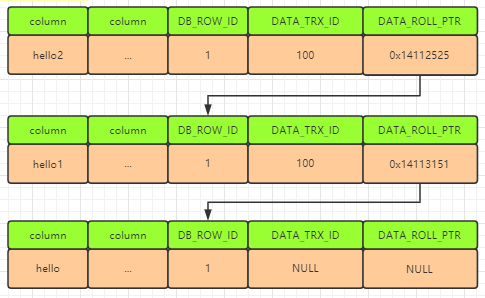 column column DB_ROW_ID DATA_TRX_ID DATA_ROLL_PTR
hello2 ... 1 100 0x14112525
column column DB_ROW_ID DATA_TRX_ID DATA_ROLL_PTR
hello1 ... 1 100 0x14113151
column column DB_ROW_ID DATA_TRX_ID DATA_ROLL_PTR
hello ... 1 NULL NULL